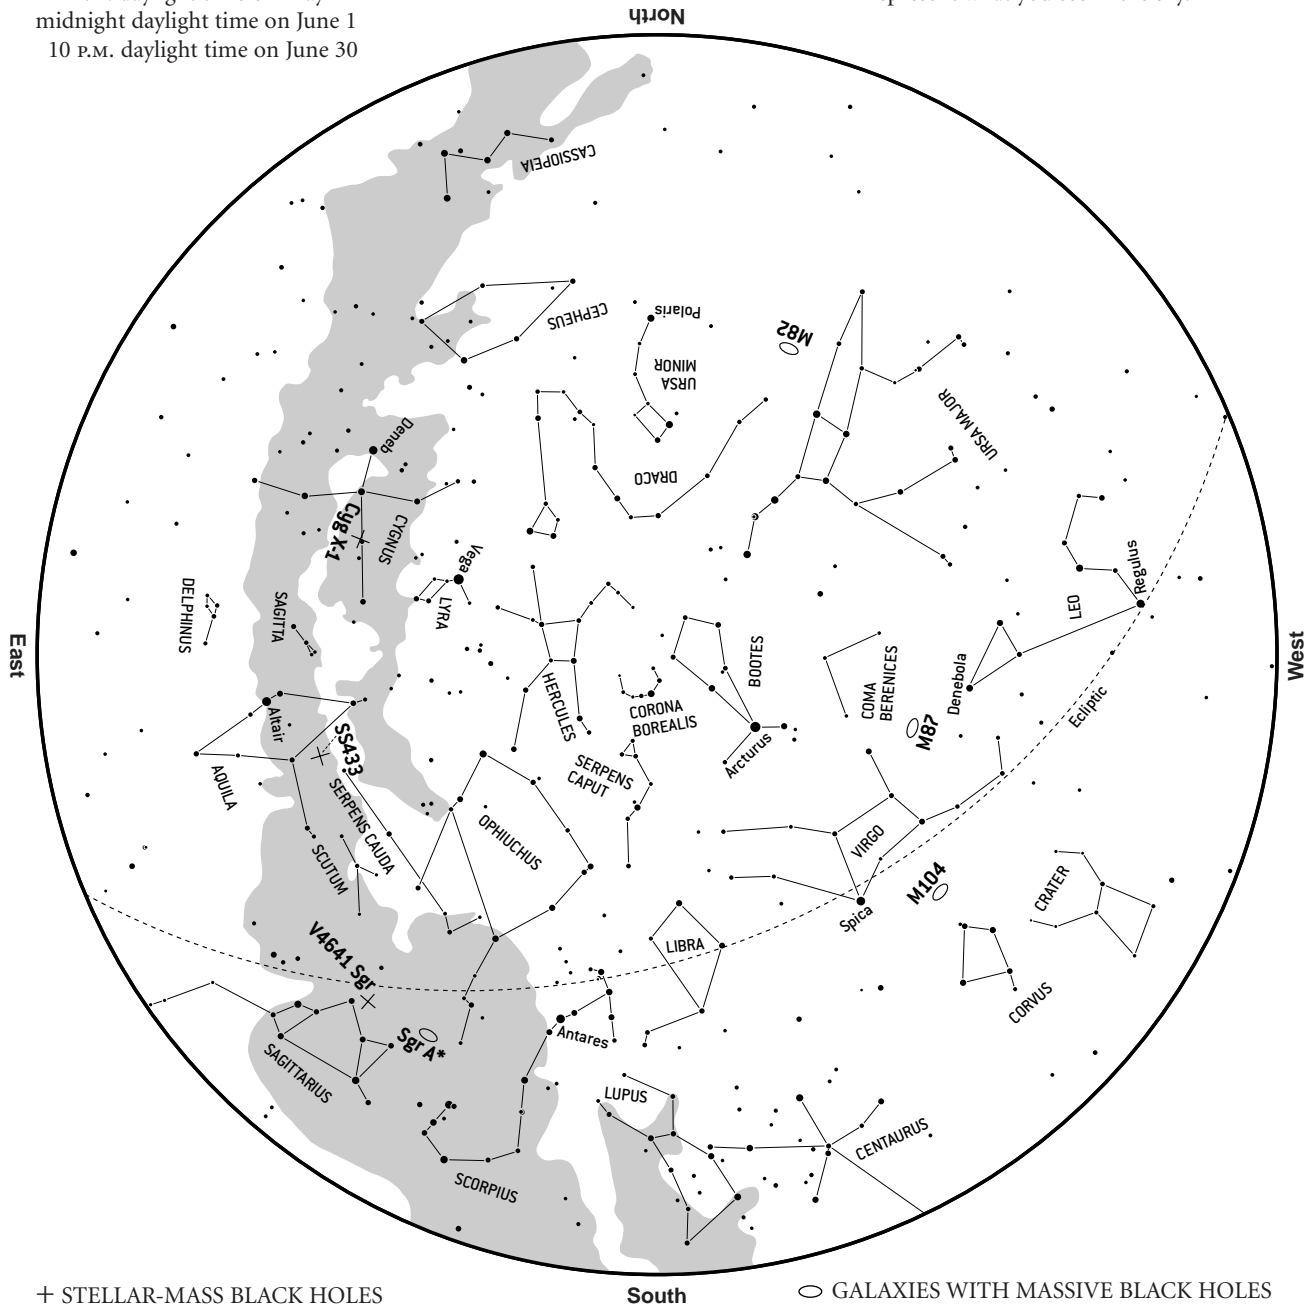 midnight daylight time on June 1
10 P.M. daylight time on June 30
North
CASSIOPEIA
CEPHEUS
Polaris
URSA
MINOR
M82
URSA MAJOR
DRACO
Deneb
Cyg X-1
CYGNUS
Vega
LYRA
DELPHINUS
SAGITTA
East
West
Regulus
LEO
Denebola
COMA
BERENICES
BOOTES
HERCULES
CORONA
BOREALIS
M87
Ecliptic
Altair
SS433
AQUILA
SERPENS
CAPUT
Arcturus
SERPENS CAUDA
SCUTUM
OPHIUCHUS
VIRGO
M104
CRATER
Spica
LIBRA
V4641 Sgr
CORVUS
Sgr A*
Antares
SAGITTARIUS
LUPUS
CENTAURUS
SCORPIUS
+ STELLAR-MASS BLACK HOLES
South
GALAXIES WITH MASSIVE BLACK HOLES